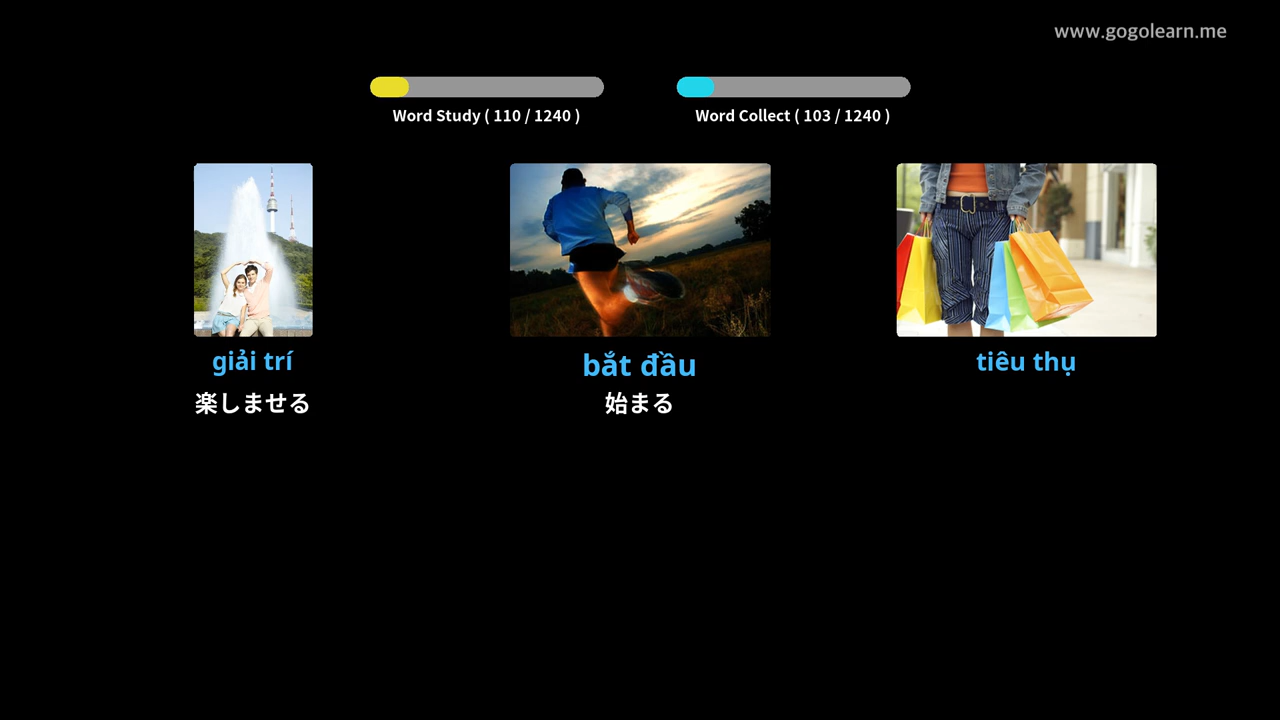 www.gogolearn.me
Word Study ( 110 / 1240 )
Word Collect ( 103 / 1240 )
giải trí
bắt đầu
tiêu thụ
楽しませる
始まる